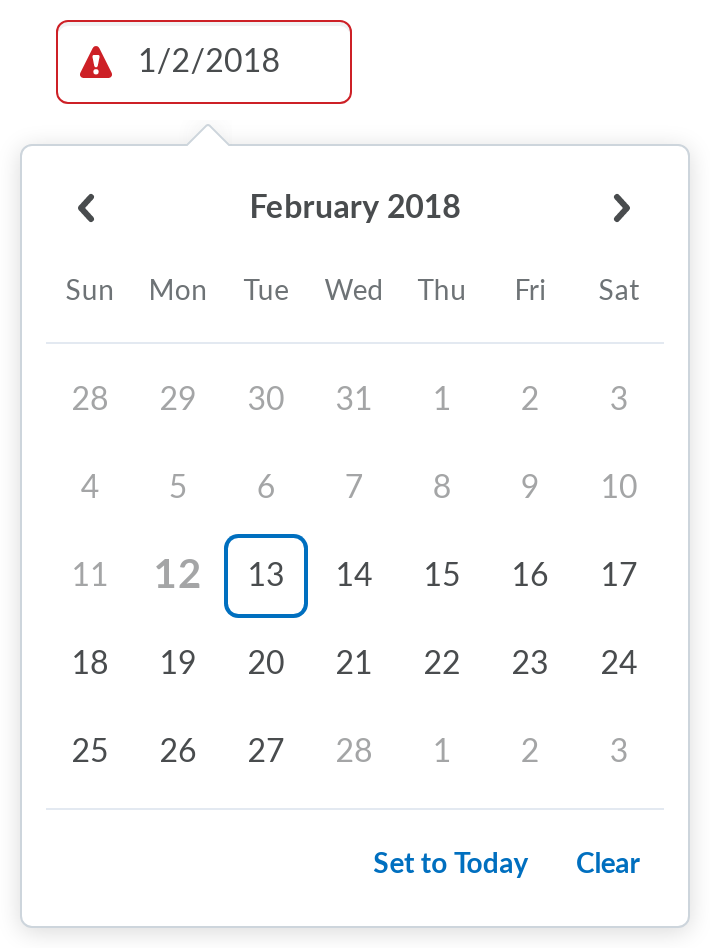 1/2/2018
February 2018
Sun Mon Tue Wed Thu Fri Sat
28 29 30 31 1 2 3
4 5 6 7 8 9 10
11 12 13 14 15 16 17
18 19 20 21 22 23 24
25 26 27 28 1 2 3
Set to Today Clear